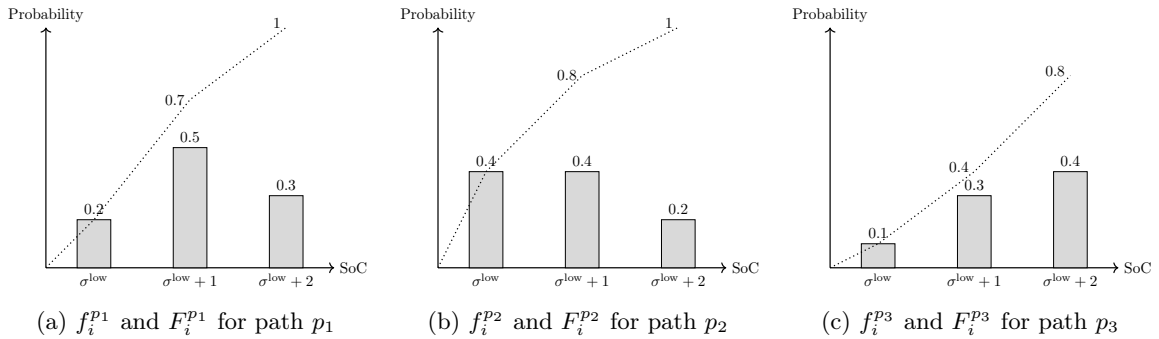 Probability
1
0.7
0.5
0.3
0.2
SoC
σ^low
σ^low + 1
σ^low + 2
(a) f_i^{p_1} and F_i^{p_1} for path p_1
Probability
1
0.8
0.4
0.4
0.2
SoC
σ^low
σ^low + 1
σ^low + 2
(b) f_i^{p_2} and F_i^{p_2} for path p_2
Probability
0.8
0.4
0.4
0.3
0.1
SoC
σ^low
σ^low + 1
σ^low + 2
(c) f_i^{p_3} and F_i^{p_3} for path p_3